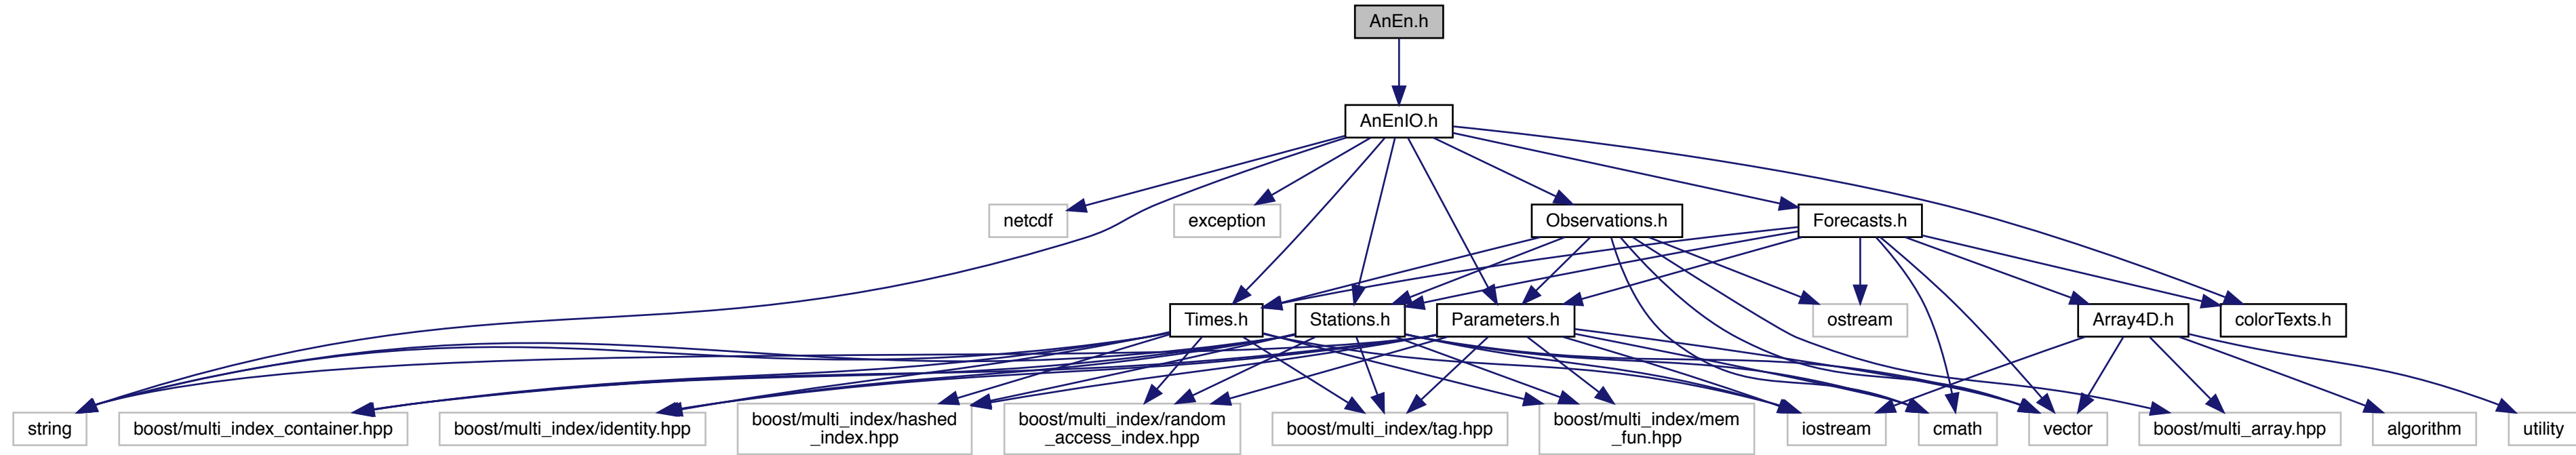 AnEn.h
AnEnIO.h
netcdf
exception
Observations.h
Forecasts.h
Times.h
Stations.h
Parameters.h
ostream
Array4D.h
colorTexts.h
string
boost/multi_index_container.hpp
boost/multi_index/identity.hpp
boost/multi_index/hashed
_index.hpp
boost/multi_index/random
_access_index.hpp
boost/multi_index/tag.hpp
boost/multi_index/mem
_fun.hpp
iostream
cmath
vector
boost/multi_array.hpp
algorithm
utility